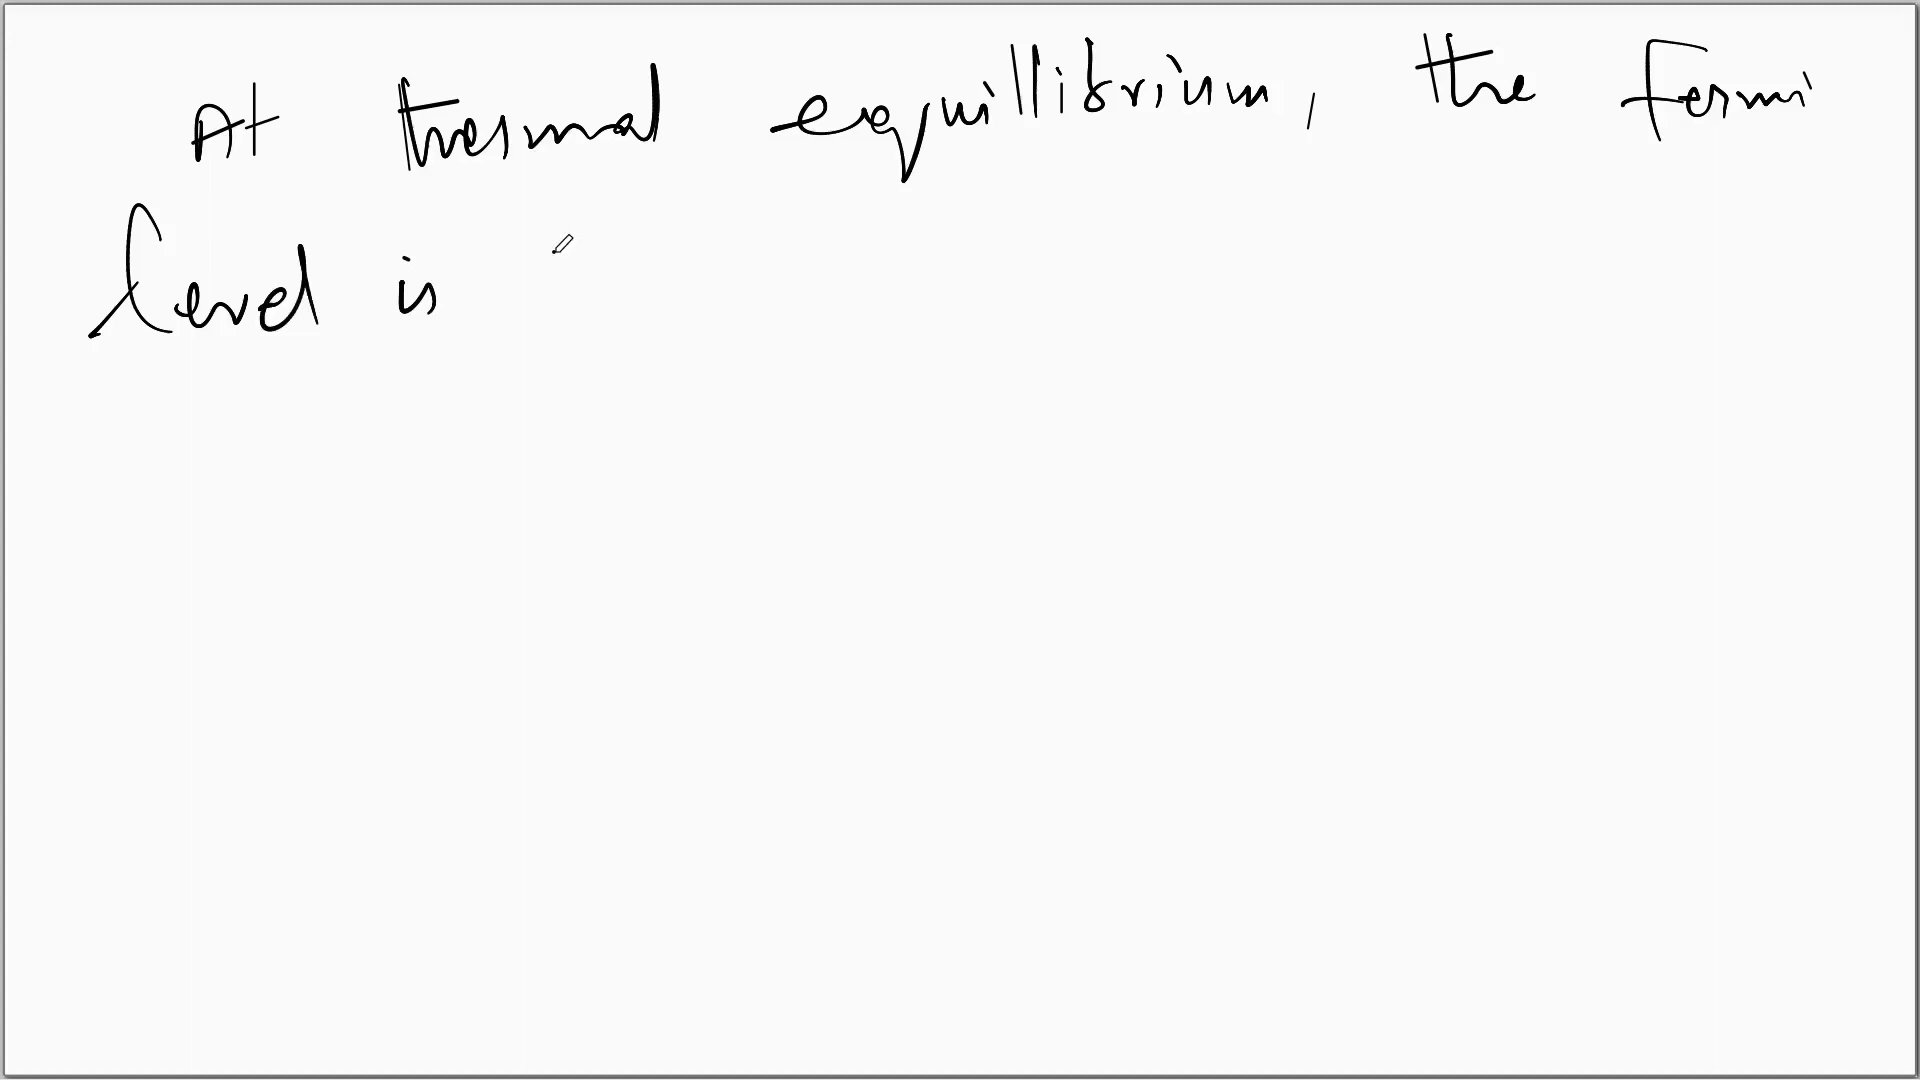 At thermal equillibrium, the Fermi
level is